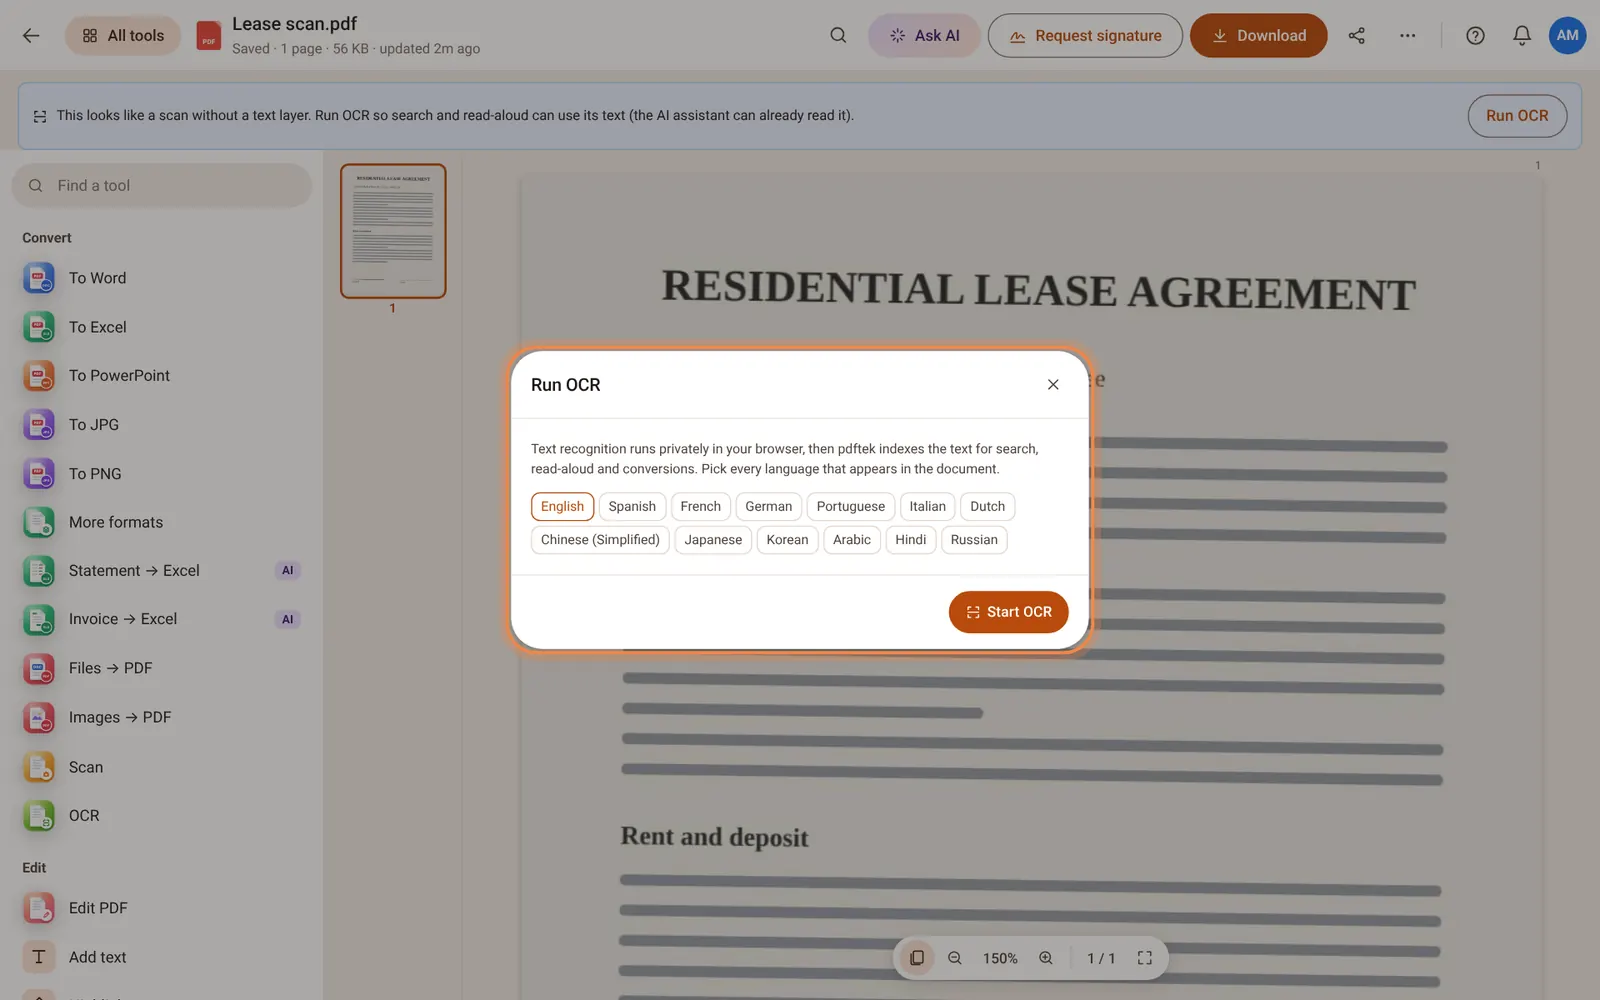 All tools
PDF
Lease scan.pdf
Saved · 1 page · 56 KB · updated 2m ago
Ask AI
Request signature
Download
AM
This looks like a scan without a text layer. Run OCR so search and read-aloud can use its text (the AI assistant can already read it).
Run OCR
Find a tool
Convert
To Word
To Excel
To PowerPoint
To JPG
To PNG
More formats
Statement → Excel AI
Invoice → Excel AI
Files → PDF
Images → PDF
Scan
OCR
Edit
Edit PDF
Add text
RESIDENTIAL LEASE AGREEMENT
1
1
RESIDENTIAL LEASE AGREEMENT
Run OCR
Text recognition runs privately in your browser, then pdftek indexes the text for search,
read-aloud and conversions. Pick every language that appears in the document.
English Spanish French German Portuguese Italian Dutch
Chinese (Simplified) Japanese Korean Arabic Hindi Russian
Start OCR
Rent and deposit
150% 1 / 1